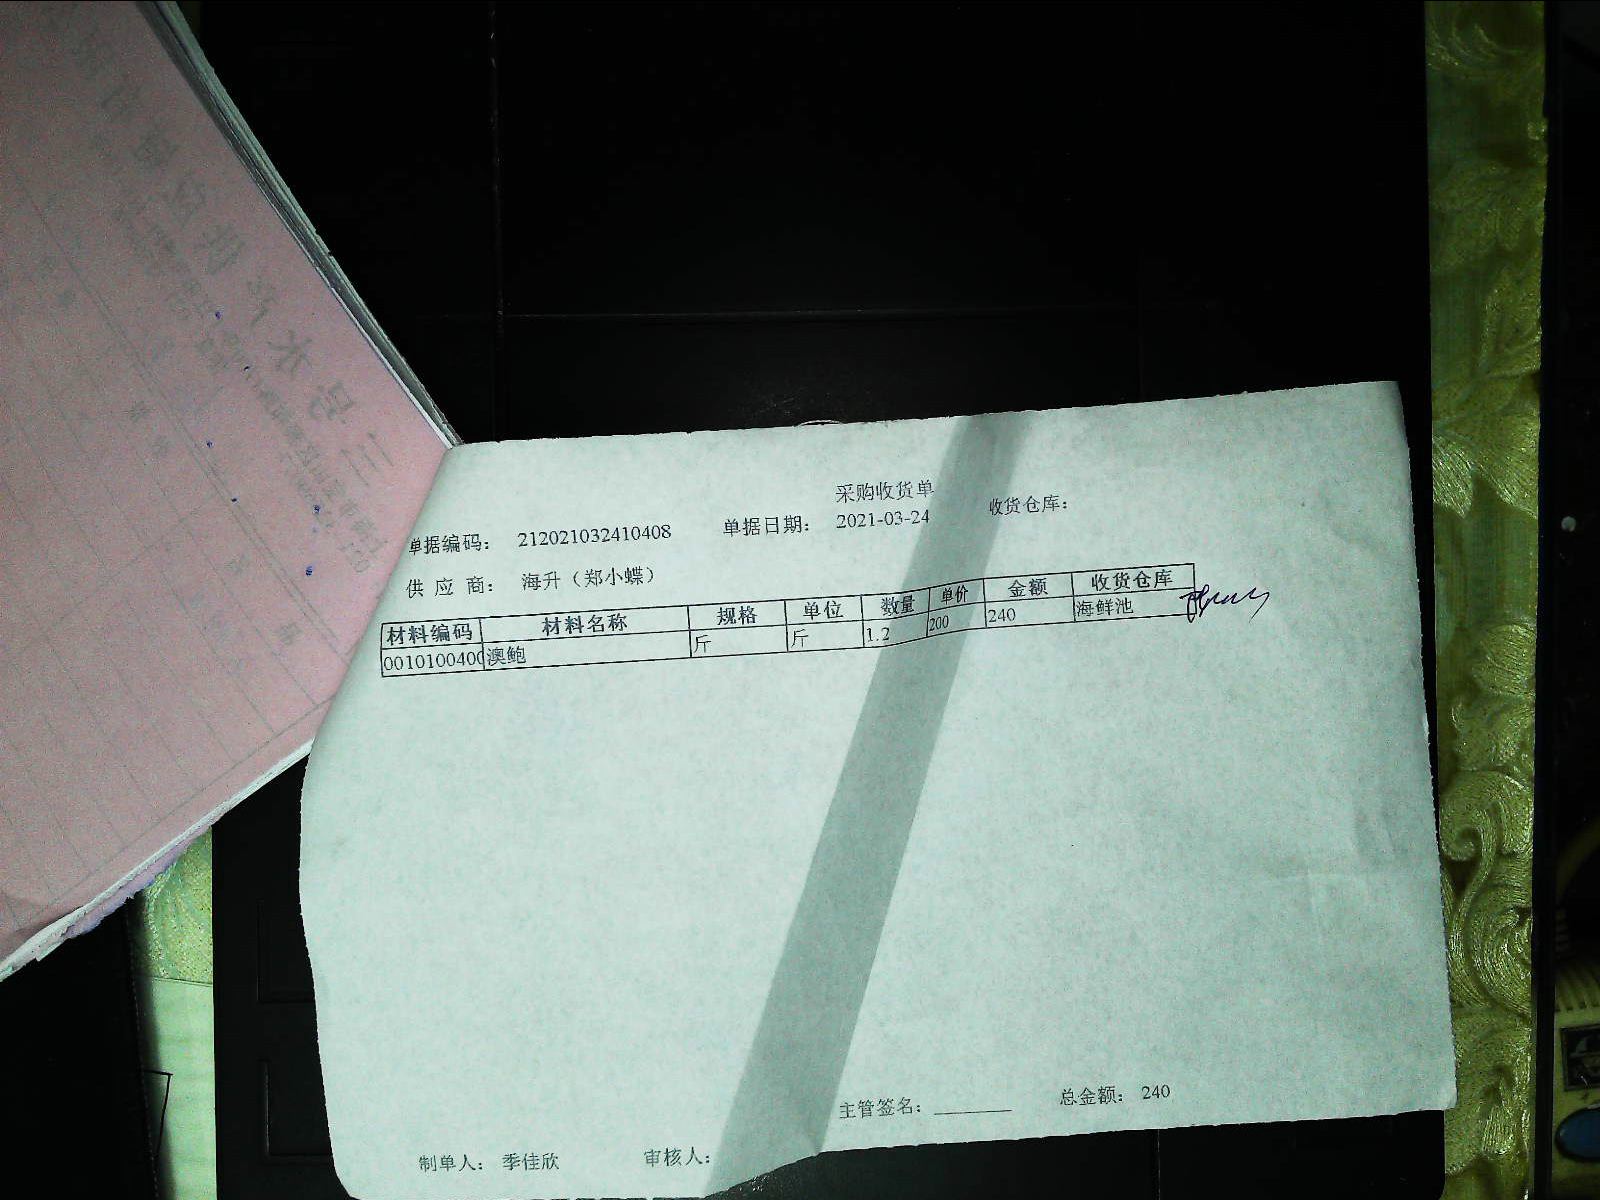 采购收货单
单据编码： 212021032410408 单据日期： 2021-03-24 收货仓库：
供 应 商： 海升（郑小蝶）
材料编码 材料名称 规格 单位 数量 单价 金额 收货仓库
0010100400 澳鲍 斤 斤 1.2 200 240 海鲜池
主管签名： ________ 总金额： 240
制单人： 季佳欣 审核人：